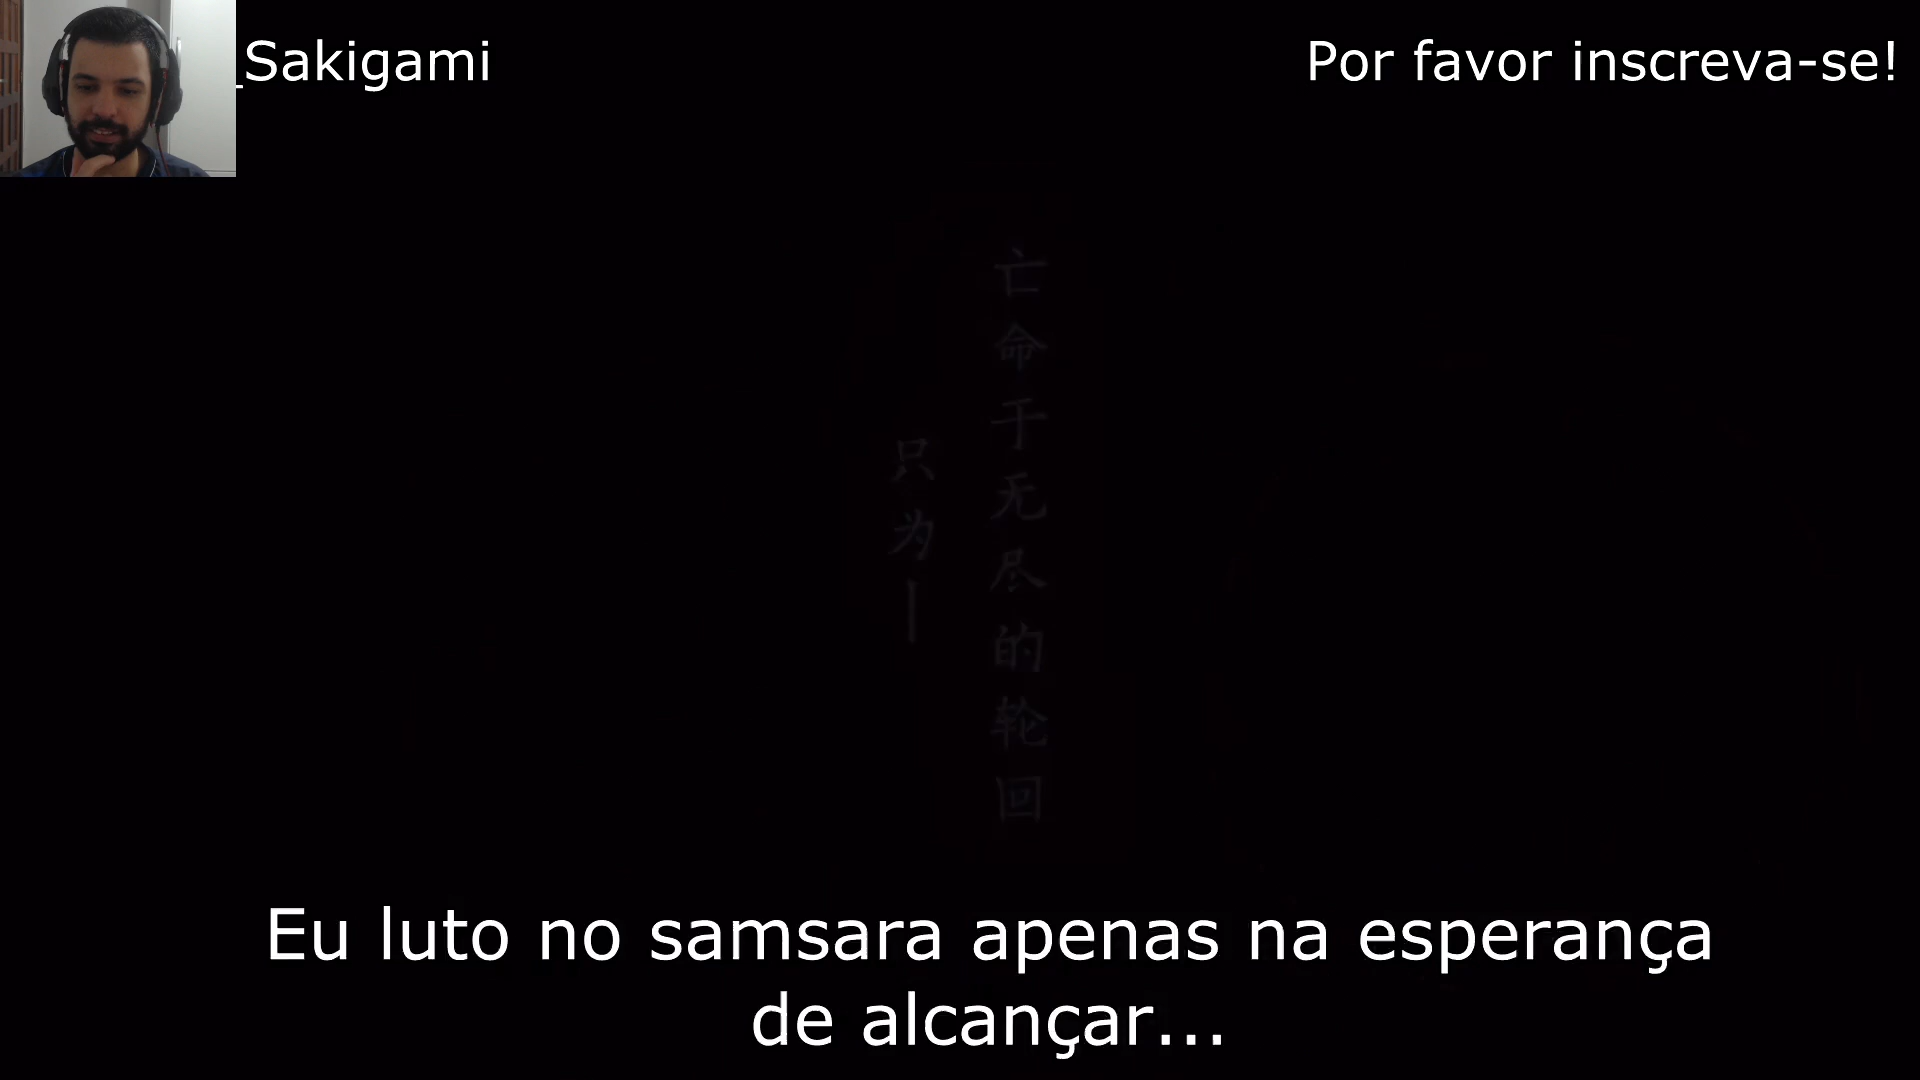 _Sakigami
Por favor inscreva-se!
亡命于无尽的轮回
只为—
Eu luto no samsara apenas na esperança
de alcançar...